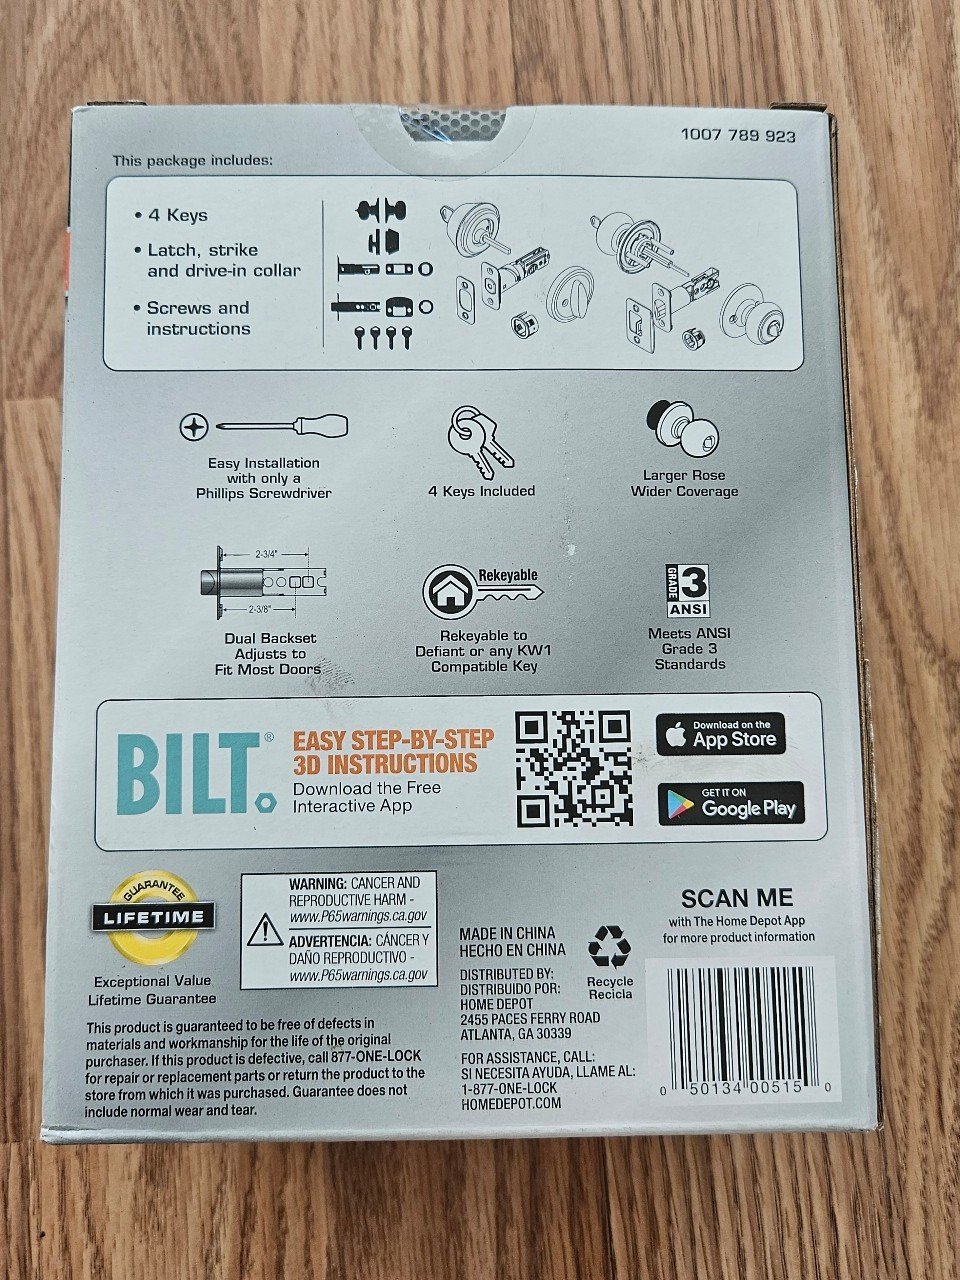 1007 789 923
This package includes:
• 4 Keys
• Latch, strike
and drive-in collar
• Screws and
instructions
Easy Installation
with only a
Phillips Screwdriver
4 Keys Included
Larger Rose
Wider Coverage
2-3/4"
2-3/8"
Dual Backset
Adjusts to
Fit Most Doors
Rekeyable
Rekeyable to
Defiant or any KW1
Compatible Key
GRADE 3
ANSI
Meets ANSI
Grade 3
Standards
BILT®
EASY STEP-BY-STEP
3D INSTRUCTIONS
Download the Free
Interactive App
Download on the
App Store
GET IT ON
Google Play
GUARANTEE
LIFETIME
Exceptional Value
Lifetime Guarantee
This product is guaranteed to be free of defects in
materials and workmanship for the life of the original
purchaser. If this product is defective, call 877-ONE-LOCK
for repair or replacement parts or return the product to the
store from which it was purchased. Guarantee does not
include normal wear and tear.
WARNING: CANCER AND
REPRODUCTIVE HARM -
www.P65warnings.ca.gov
ADVERTENCIA: CÁNCER Y
DAÑO REPRODUCTIVO -
www.P65warnings.ca.gov
MADE IN CHINA
HECHO EN CHINA
DISTRIBUTED BY:
DISTRIBUIDO POR:
HOME DEPOT
2455 PACES FERRY ROAD
ATLANTA, GA 30339
FOR ASSISTANCE, CALL:
SI NECESITA AYUDA, LLAME AL:
1-877-ONE-LOCK
HOMEDEPOT.COM
Recycle
Recicla
SCAN ME
with The Home Depot App
for more product information
0 50134 00515 0